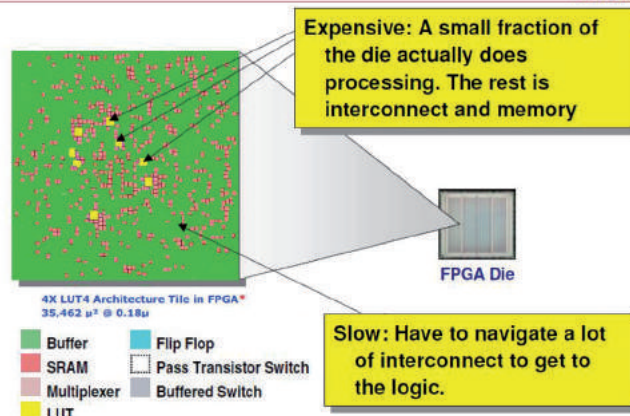 Expensive: A small fraction of
the die actually does
processing. The rest is
interconnect and memory
FPGA Die
4X LUT4 Architecture Tile in FPGA*
35,462 µ² @ 0.18µ
Slow: Have to navigate a lot
of interconnect to get to
the logic.
Buffer
SRAM
Multiplexer
LUT
Flip Flop
Pass Transistor Switch
Buffered Switch